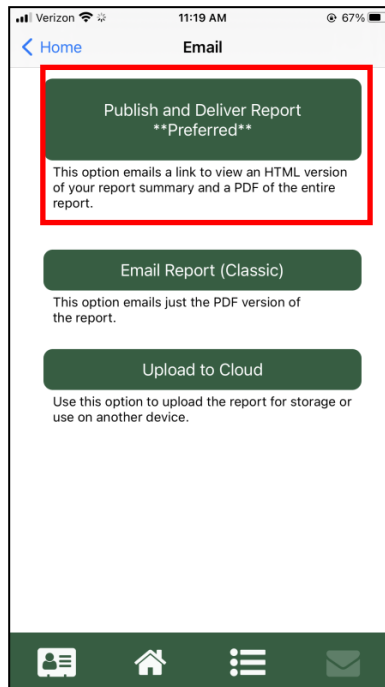 Verizon 11:19 AM 67%
Home Email
Publish and Deliver Report
**Preferred**
This option emails a link to view an HTML version
of your report summary and a PDF of the entire
report.
Email Report (Classic)
This option emails just the PDF version of
the report.
Upload to Cloud
Use this option to upload the report for storage or
use on another device.